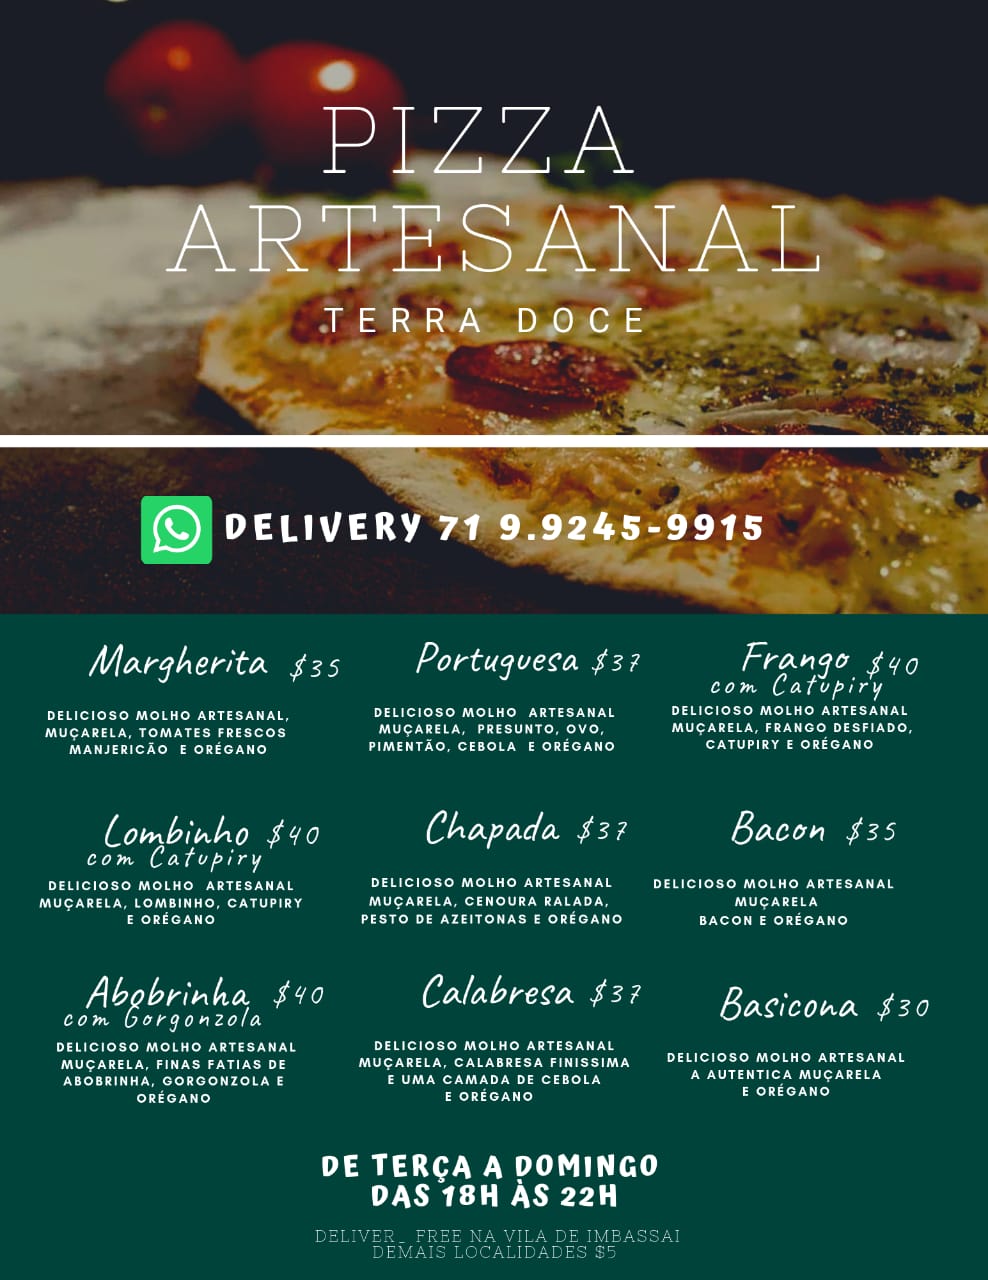 PIZZA
ARTESANAL
TERRA DOCE
DELIVERY 71 9.9245-9915
Margherita $35
DELICIOSO MOLHO ARTESANAL,
MUÇARELA, TOMATES FRESCOS
MANJERICÃO E ORÉGANO
Portuguesa $37
DELICIOSO MOLHO ARTESANAL
MUÇARELA, PRESUNTO, OVO,
PIMENTÃO, CEBOLA E ORÉGANO
Frango $40
com Catupiry
DELICIOSO MOLHO ARTESANAL
MUÇARELA, FRANGO DESFIADO,
CATUPIRY E ORÉGANO
Lombinho $40
com Catupiry
DELICIOSO MOLHO ARTESANAL
MUÇARELA, LOMBINHO, CATUPIRY
E ORÉGANO
Chapada $37
DELICIOSO MOLHO ARTESANAL
MUÇARELA, CENOURA RALADA,
PESTO DE AZEITONAS E ORÉGANO
Bacon $35
DELICIOSO MOLHO ARTESANAL
MUÇARELA
BACON E ORÉGANO
Abobrinha $40
com Gorgonzola
DELICIOSO MOLHO ARTESANAL
MUÇARELA, FINAS FATIAS DE
ABOBRINHA, GORGONZOLA E
ORÉGANO
Calabresa $37
DELICIOSO MOLHO ARTESANAL
MUÇARELA, CALABRESA FINISSIMA
E UMA CAMADA DE CEBOLA
E ORÉGANO
Basicona $30
DELICIOSO MOLHO ARTESANAL
A AUTENTICA MUÇARELA
E ORÉGANO
DE TERÇA A DOMINGO
DAS 18H ÀS 22H
DELIVER_ FREE NA VILA DE IMBASSAI
DEMAIS LOCALIDADES $5